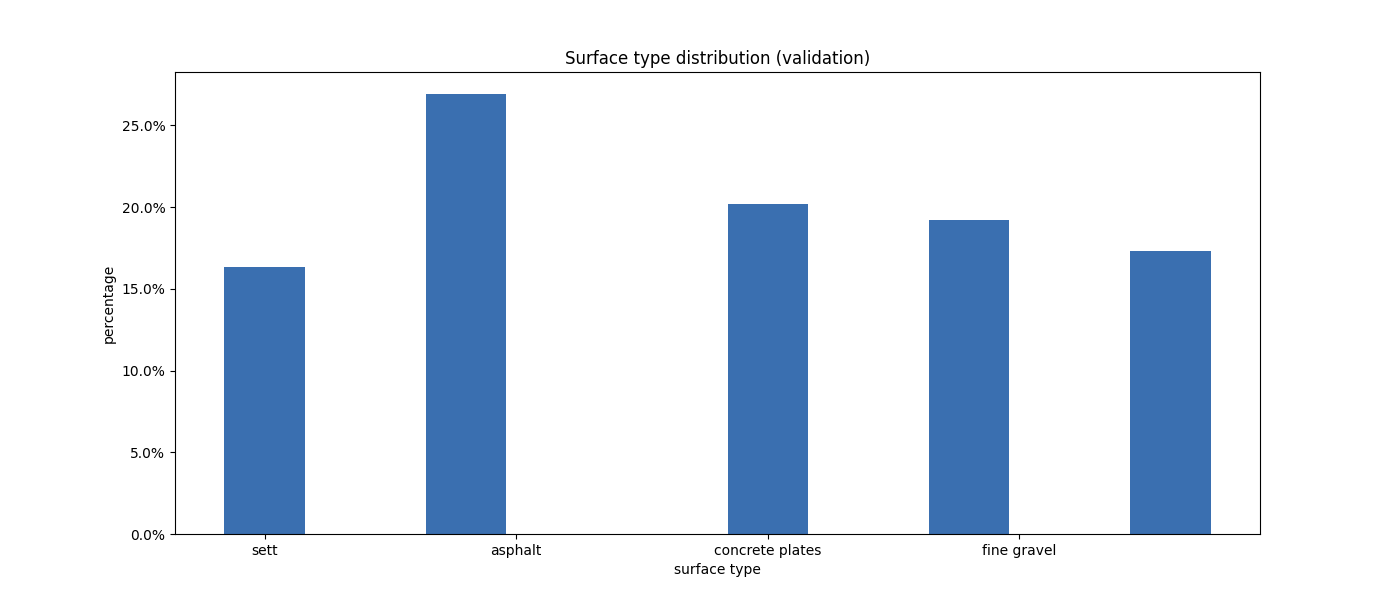 Surface type distribution (validation)
25.0%
20.0%
15.0%
10.0%
5.0%
0.0%
percentage
sett asphalt concrete plates fine gravel
surface type